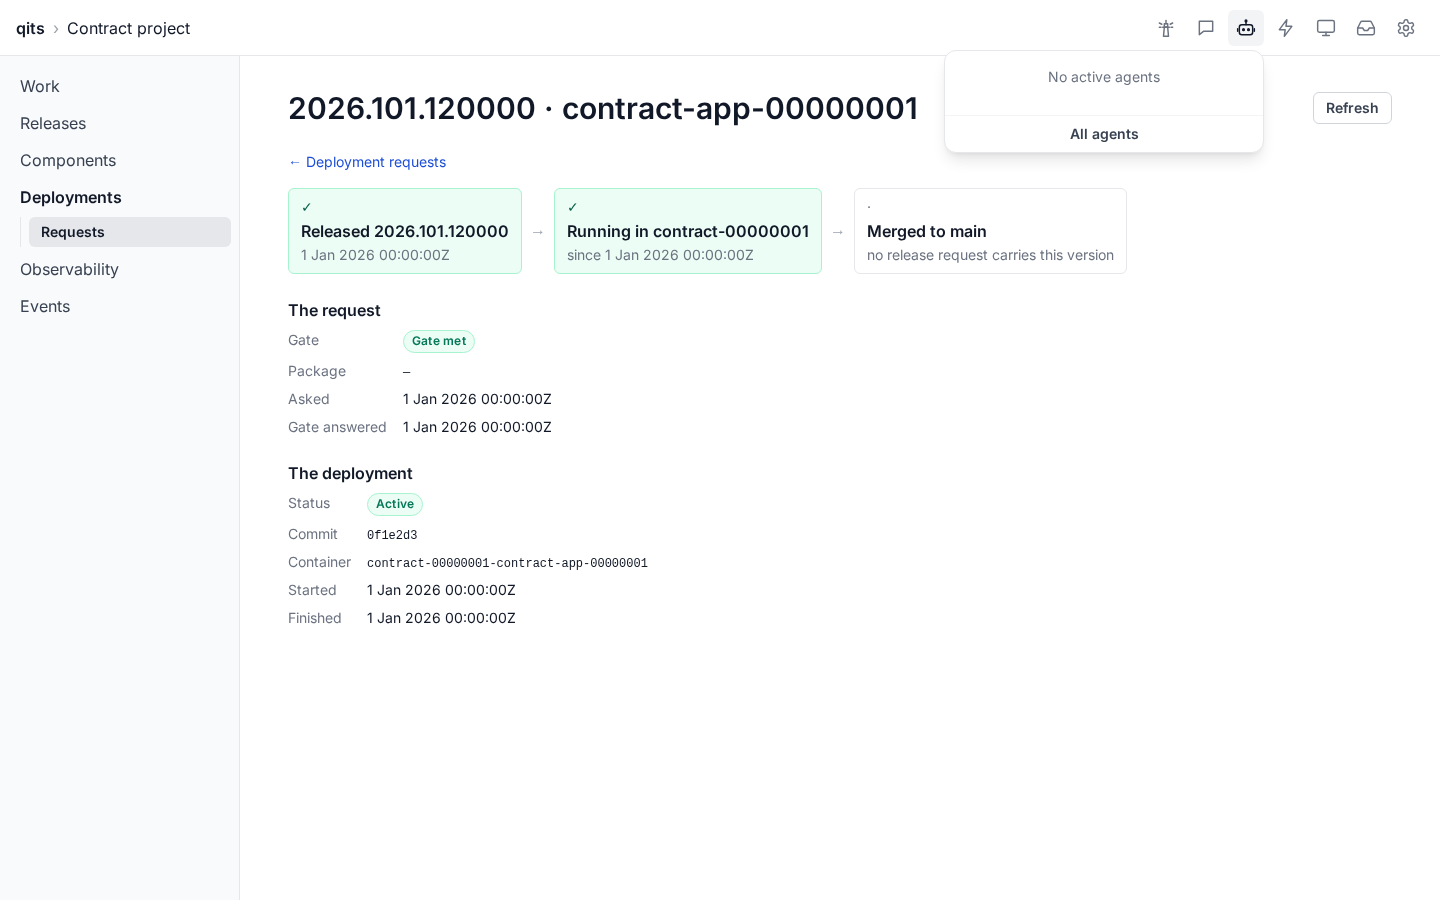 qits › Contract project
No active agents
All agents
Work
Releases
Components
Deployments
Requests
Observability
Events
2026.101.120000 · contract-app-00000001
Refresh
← Deployment requests
✓
Released 2026.101.120000
1 Jan 2026 00:00:00Z
→
✓
Running in contract-00000001
since 1 Jan 2026 00:00:00Z
→
·
Merged to main
no release request carries this version
The request
Gate Gate met
Package –
Asked 1 Jan 2026 00:00:00Z
Gate answered 1 Jan 2026 00:00:00Z
The deployment
Status Active
Commit 0f1e2d3
Container contract-00000001-contract-app-00000001
Started 1 Jan 2026 00:00:00Z
Finished 1 Jan 2026 00:00:00Z